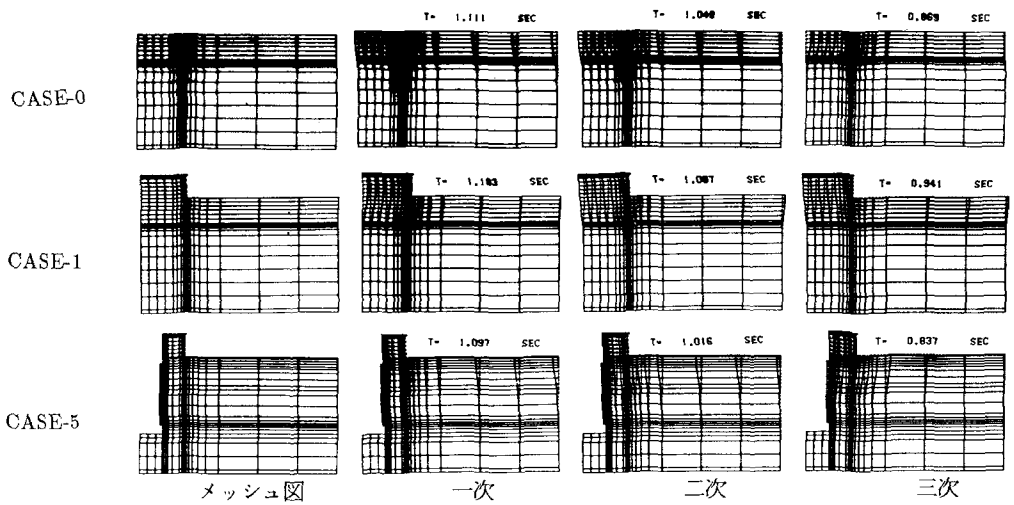 T= 1.111 SEC T= 1.048 SEC T= 0.869 SEC
CASE-0
T= 1.183 SEC T= 1.087 SEC T= 0.941 SEC
CASE-1
T= 1.097 SEC T= 1.016 SEC T= 0.837 SEC
CASE-5
メッシュ図 一次 二次 三次